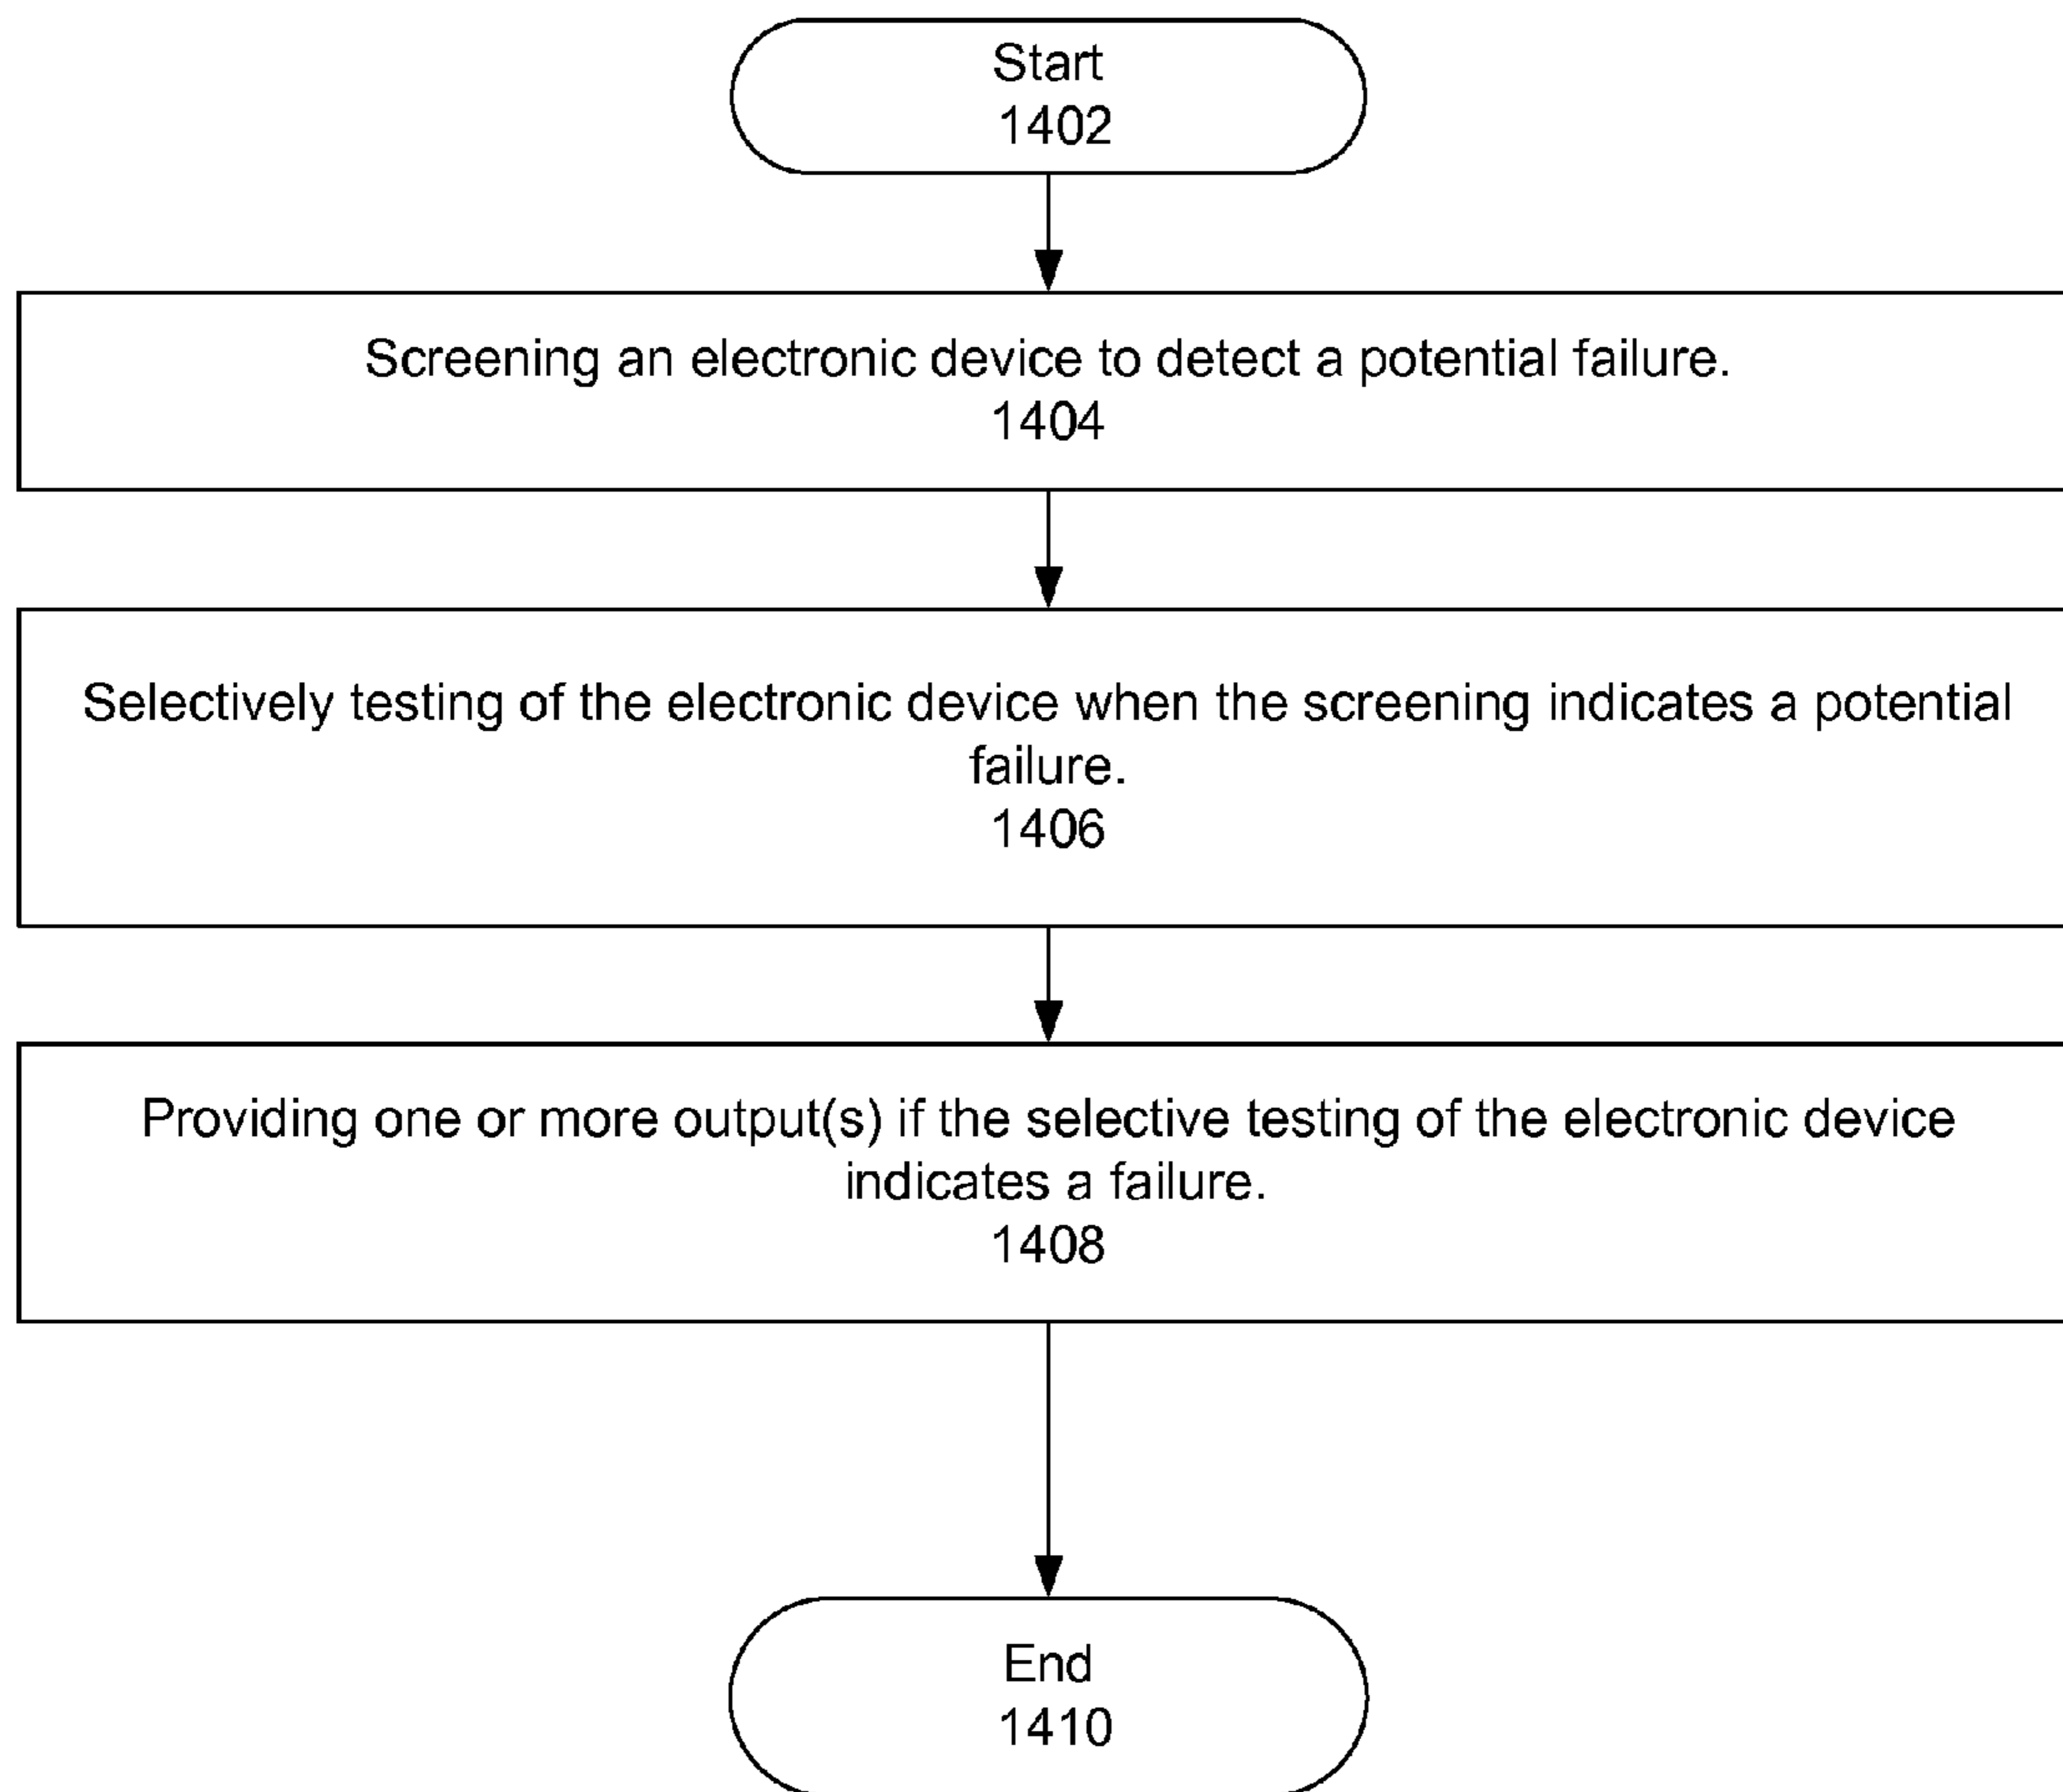 Start
1402
Screening an electronic device to detect a potential failure.
1404
Selectively testing of the electronic device when the screening indicates a potential
failure.
1406
Providing one or more output(s) if the selective testing of the electronic device
indicates a failure.
1408
End
1410